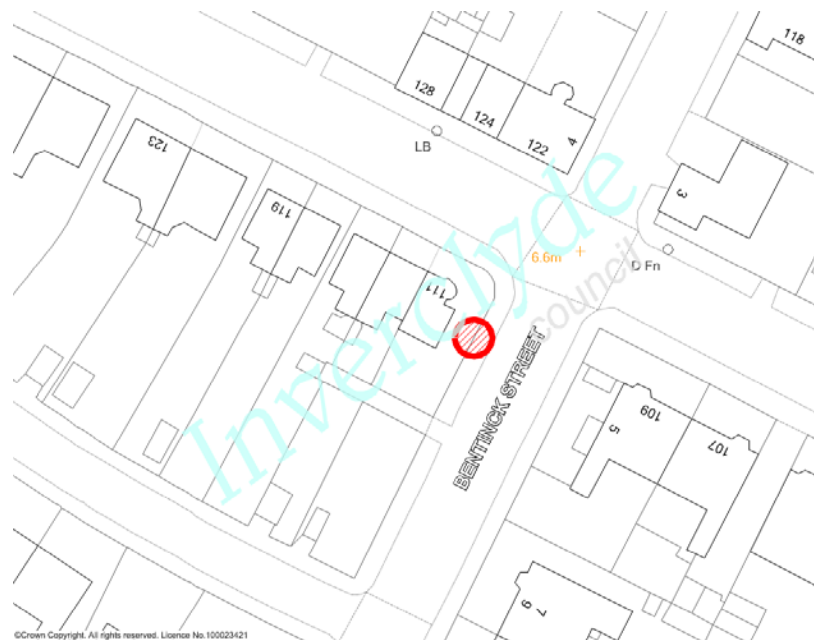 118
128
124
122
4
LB
123
3
119
6.6m
D Fn
111
Inverclyde
council
BENTINCK STREET
109
5
107
6
7
©Crown Copyright. All rights reserved. Licence No.100023421